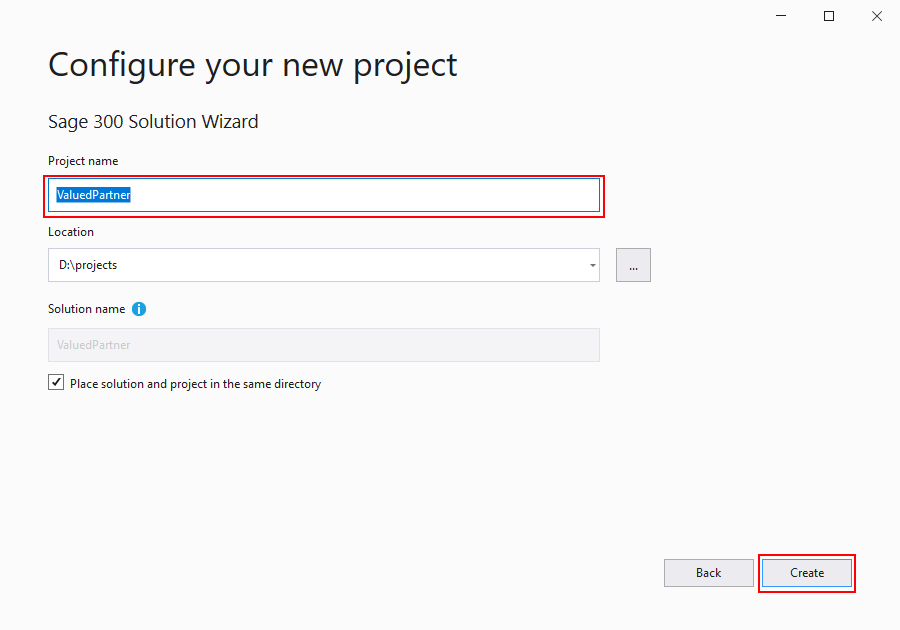 Configure your new project
Sage 300 Solution Wizard
Project name
ValuedPartner
Location
D:\projects
...
Solution name
ValuedPartner
Place solution and project in the same directory
Back Create